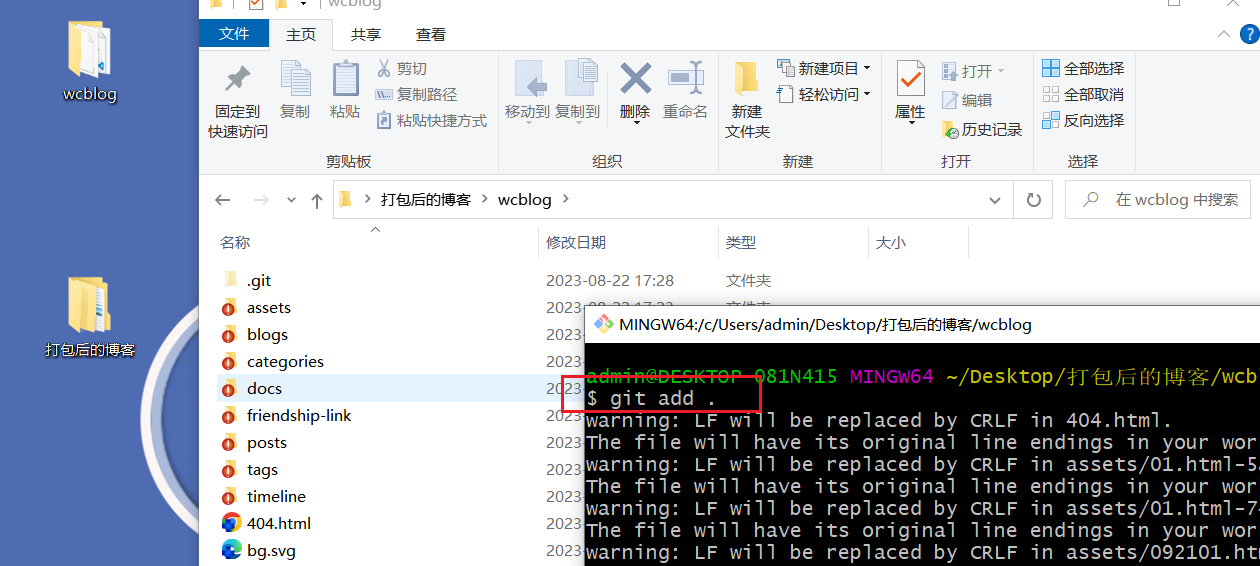 wcblog
文件
主页
共享
查看
固定到
快速访问
复制
粘贴
剪切
复制路径
粘贴快捷方式
剪贴板
移动到
复制到
删除
重命名
组织
新建
文件夹
新建项目
轻松访问
新建
属性
打开
编辑
历史记录
打开
全部选择
全部取消
反向选择
选择
wcblog
打包后的博客
打包后的博客
wcblog
在 wcblog 中搜索
名称
修改日期
类型
大小
.git
2023-08-22 17:28
文件夹
assets
blogs
2023-
categories
2023-
docs
2023-
friendship-link
2023-
posts
2023-
tags
2023-
timeline
2023-
404.html
2023-
bg.svg
2023-
MINGW64:/c/Users/admin/Desktop/打包后的博客/wcblog
MINGW64 ~/Desktop/打包后的博客/wcb
$ git add .
warning: LF will be replaced by CRLF in 404.html.
The file will have its original line endings in your wor
warning: LF will be replaced by CRLF in assets/01.html-5
The file will have its original line endings in your wor
warning: LF will be replaced by CRLF in assets/01.html-7
The file will have its original line endings in your wor
warning: LF will be replaced by CRLF in assets/092101.ht